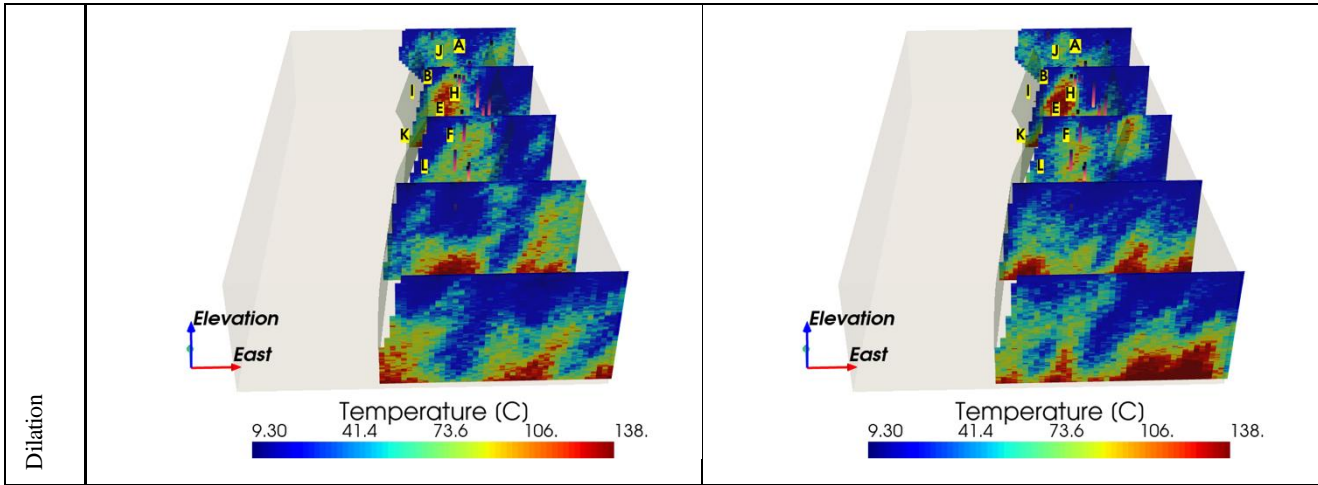 Dilation
J A
B
I H
E
K F
L
Elevation
East
Temperature (C)
9.30 41.4 73.6 106. 138.
J A
B
I H
E
K F
L
Elevation
East
Temperature (C)
9.30 41.4 73.6 106. 138.